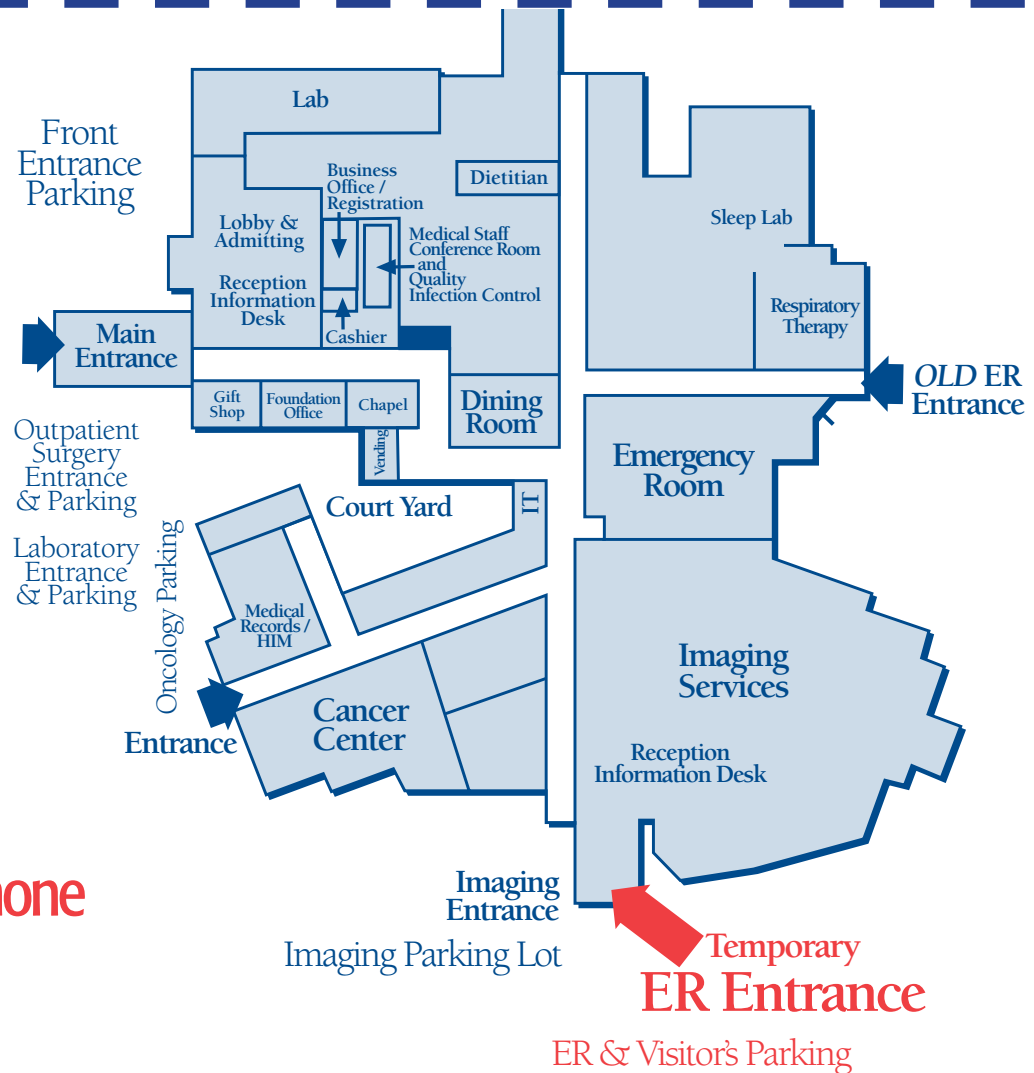 Lab
Front
Entrance
Parking
Business
Office /
Registration
Dietitian
Lobby &
Admitting
Reception
Information
Desk
Medical Staff
Conference Room
and
Quality
Infection Control
Cashier
Sleep Lab
Respiratory
Therapy
Main
Entrance
OLD ER
Entrance
Gift
Shop
Foundation
Office
Chapel
Dining
Room
Vending
Emergency
Room
Outpatient
Surgery
Entrance
& Parking
Court Yard
IT
Laboratory
Entrance
& Parking
Oncology Parking
Medical
Records /
HIM
Imaging
Services
Cancer
Center
Entrance
Reception
Information Desk
Imaging
Entrance
Imaging Parking Lot
Temporary
ER Entrance
ER & Visitor's Parking